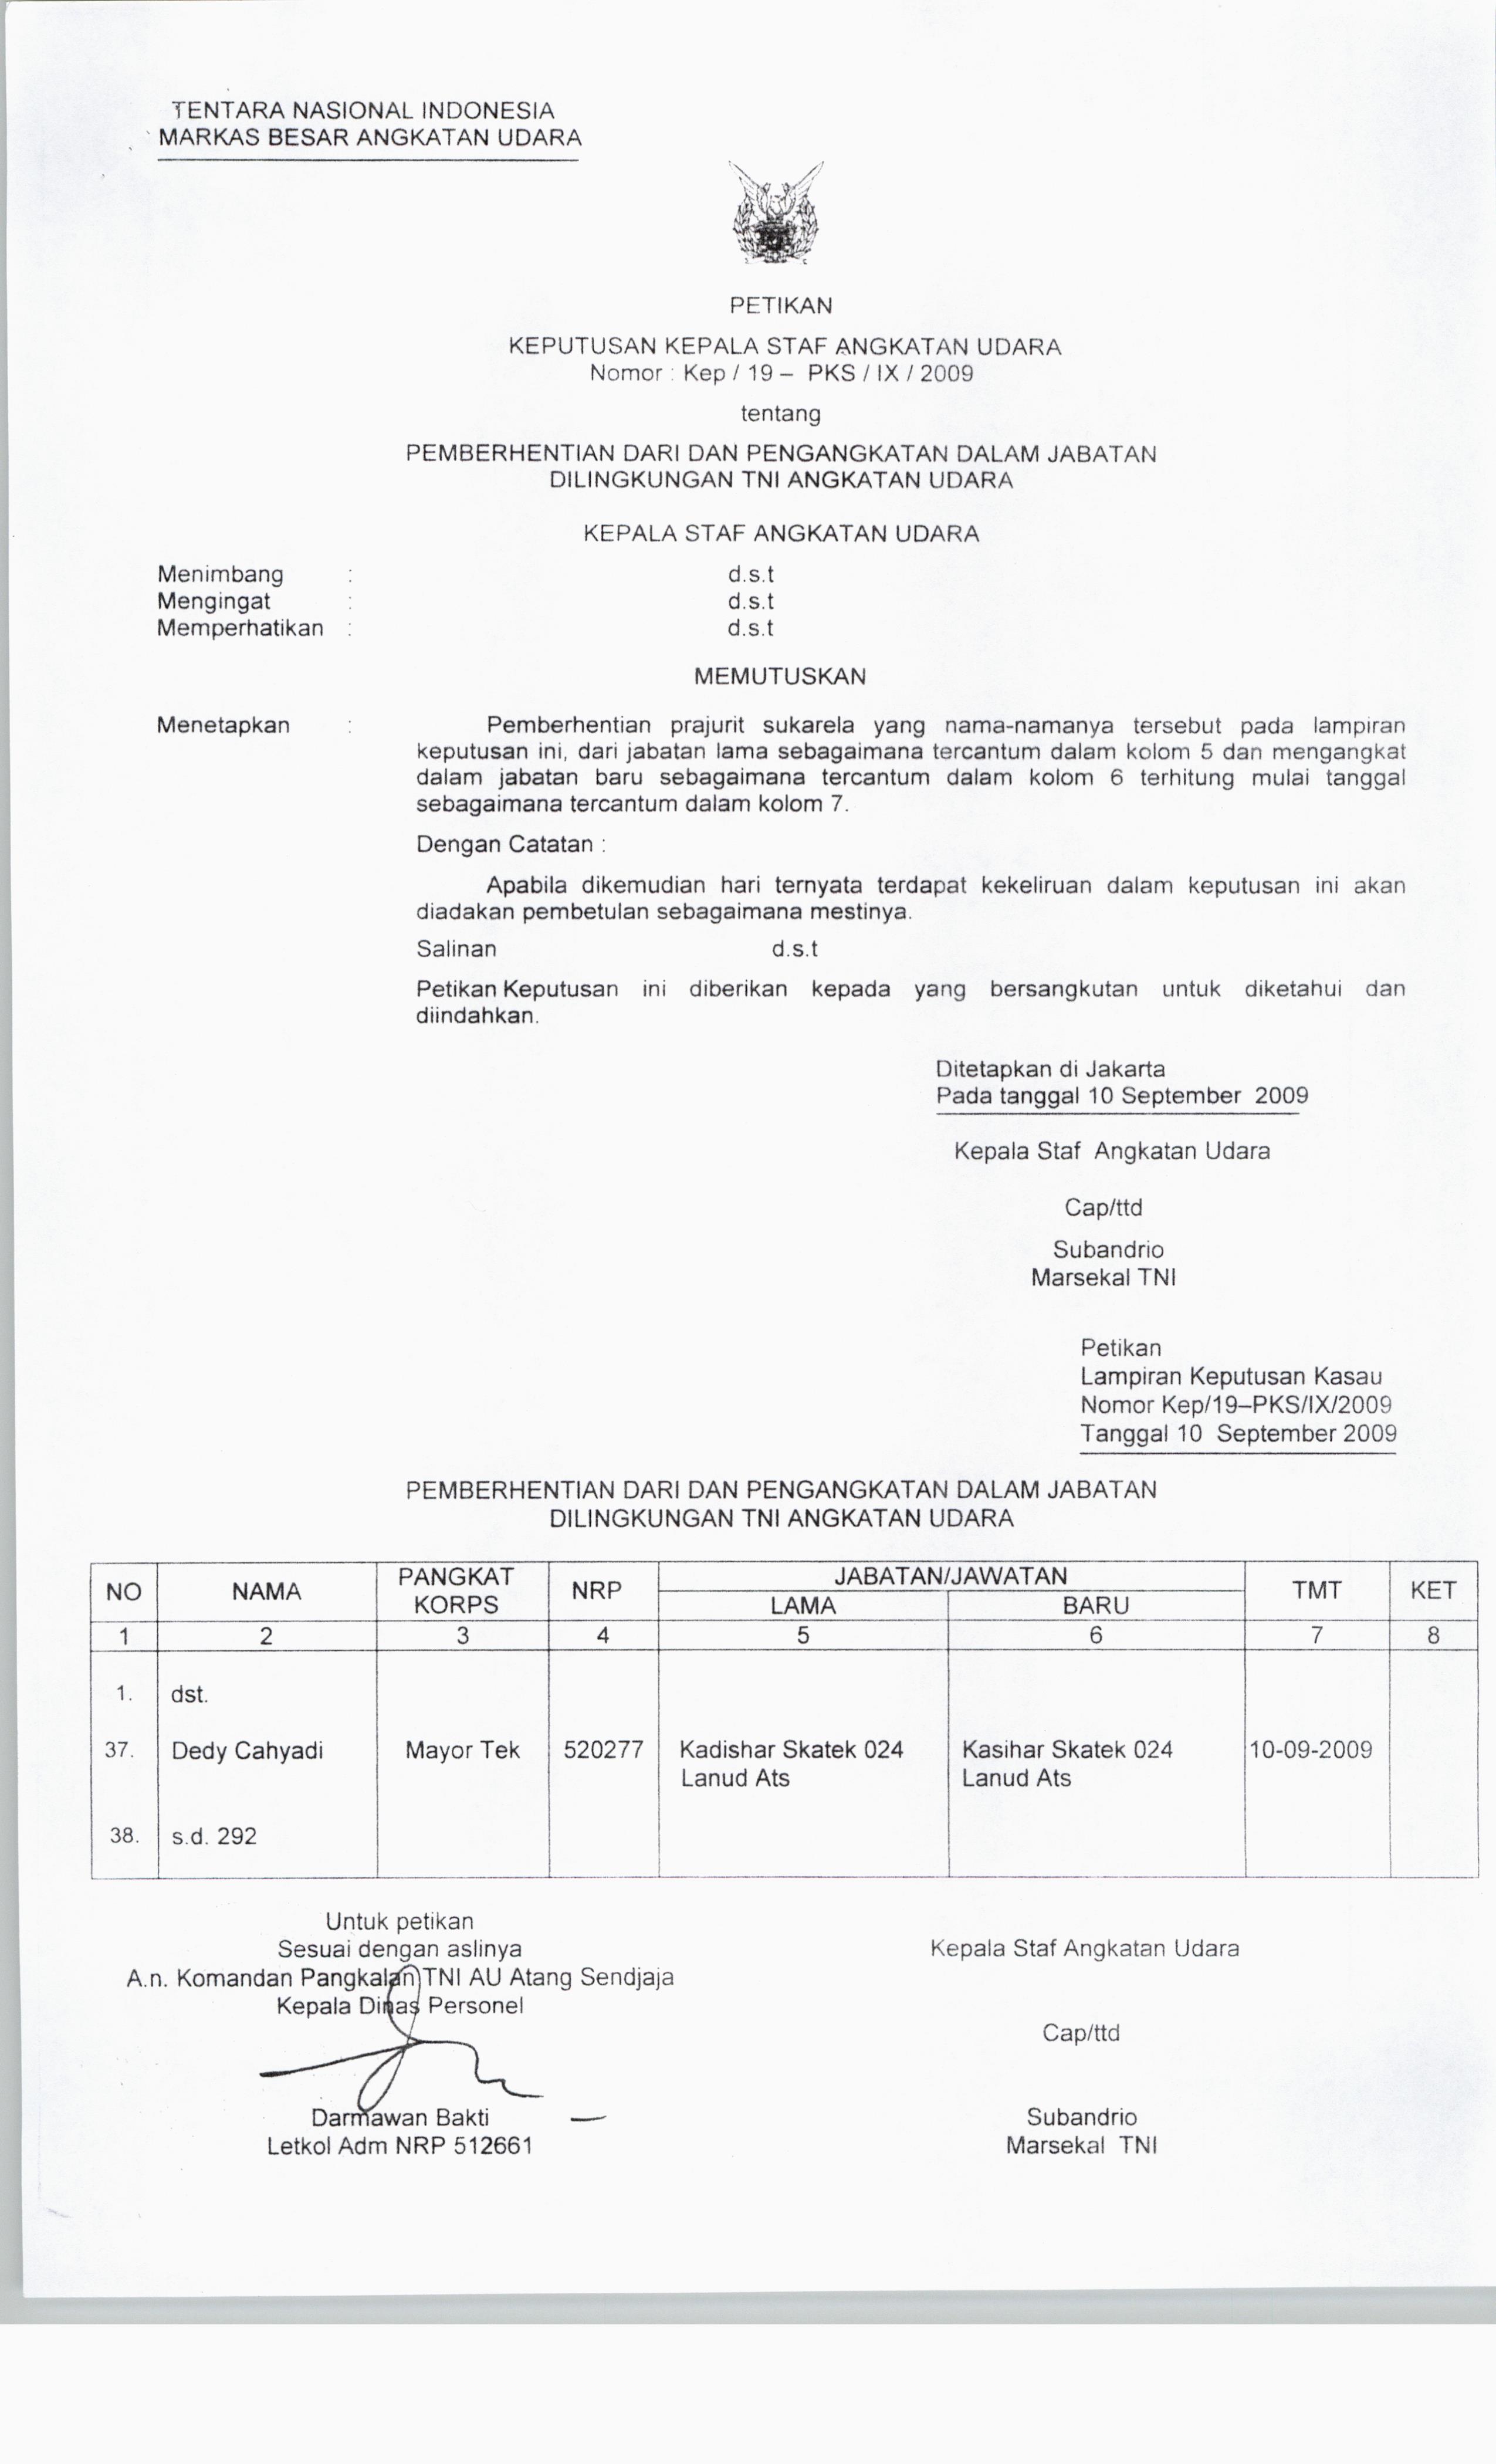 TENTARA NASIONAL INDONESIA
MARKAS BESAR ANGKATAN UDARA
PETIKAN
KEPUTUSAN KEPALA STAF ANGKATAN UDARA
Nomor : Kep / 19 – PKS / IX / 2009
tentang
PEMBERHENTIAN DARI DAN PENGANGKATAN DALAM JABATAN
DILINGKUNGAN TNI ANGKATAN UDARA
KEPALA STAF ANGKATAN UDARA
Menimbang : d.s.t
Mengingat : d.s.t
Memperhatikan : d.s.t
MEMUTUSKAN
Menetapkan : Pemberhentian prajurit sukarela yang nama-namanya tersebut pada lampiran
keputusan ini, dari jabatan lama sebagaimana tercantum dalam kolom 5 dan mengangkat
dalam jabatan baru sebagaimana tercantum dalam kolom 6 terhitung mulai tanggal
sebagaimana tercantum dalam kolom 7.
Dengan Catatan :
Apabila dikemudian hari ternyata terdapat kekeliruan dalam keputusan ini akan
diadakan pembetulan sebagaimana mestinya.
Salinan d.s.t
Petikan Keputusan ini diberikan kepada yang bersangkutan untuk diketahui dan
diindahkan.
Ditetapkan di Jakarta
Pada tanggal 10 September 2009
Kepala Staf Angkatan Udara
Cap/ttd
Subandrio
Marsekal TNI
Petikan
Lampiran Keputusan Kasau
Nomor Kep/19–PKS/IX/2009
Tanggal 10 September 2009
PEMBERHENTIAN DARI DAN PENGANGKATAN DALAM JABATAN
DILINGKUNGAN TNI ANGKATAN UDARA
NO NAMA PANGKAT KORPS NRP JABATAN/JAWATAN TMT KET
LAMA BARU
1 2 3 4 5 6 7 8
1. dst.
37. Dedy Cahyadi Mayor Tek 520277 Kadishar Skatek 024 Kasihar Skatek 024 10-09-2009
Lanud Ats Lanud Ats
38. s.d. 292
Untuk petikan
Sesuai dengan aslinya
A.n. Komandan Pangkalan TNI AU Atang Sendjaja
Kepala Dinas Personel
Darmawan Bakti
Letkol Adm NRP 512661
Kepala Staf Angkatan Udara
Cap/ttd
Subandrio
Marsekal TNI